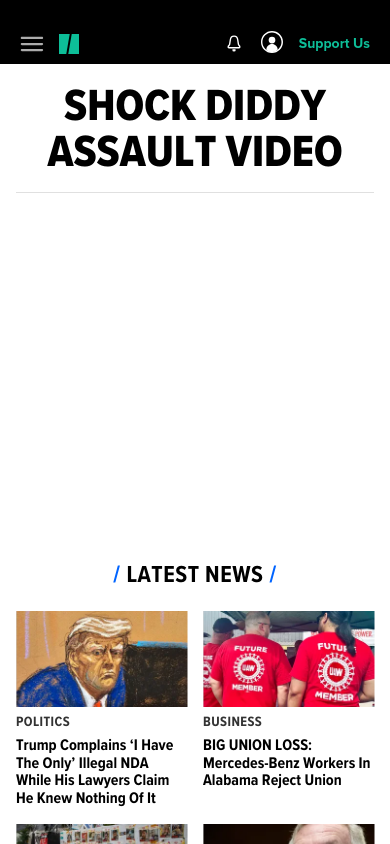 Support Us
SHOCK DIDDY
ASSAULT VIDEO
/ LATEST NEWS /
FUTURE
UAW
MEMBER
FUTURE
UAW
MEMBER
POLITICS
Trump Complains ‘I Have
The Only’ Illegal NDA
While His Lawyers Claim
He Knew Nothing Of It
BUSINESS
BIG UNION LOSS:
Mercedes-Benz Workers In
Alabama Reject Union